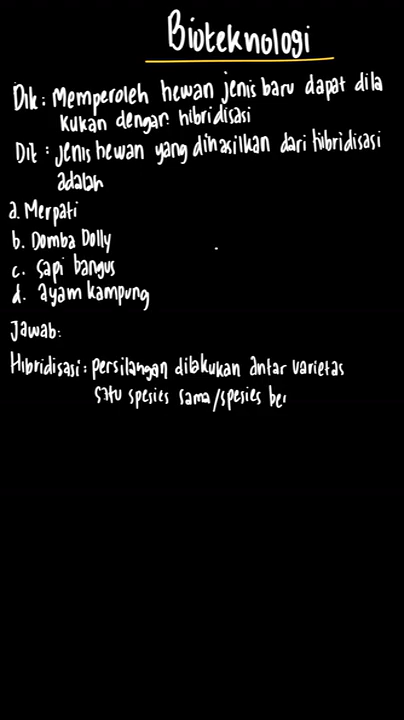 Bioteknologi
Dik : Memperoleh hewan jenis baru dapat dila
kukan dengan hibridisasi
Dit : Jenis hewan yang dihasilkan dari hibridisasi
adalah
a. Merpati
b. Domba Dolly
c. Sapi bangus
d. ayam kampung
Jawab:
Hibridisasi : persilangan dilakukan antar varietas
satu spesies sama/spesies ber